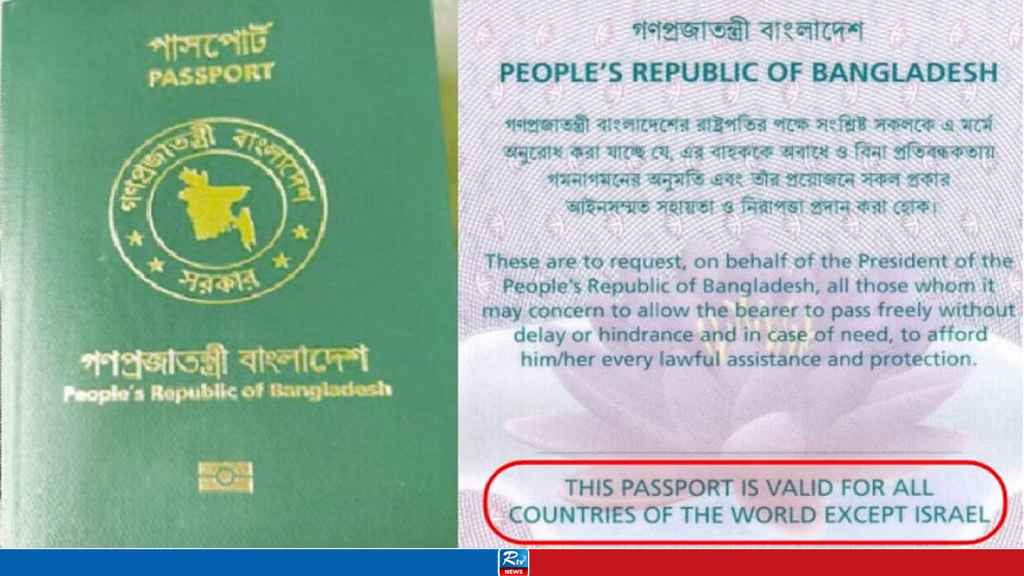 পাসপোর্ট
PASSPORT
গণপ্রজাতন্ত্রী বাংলাদেশ
সরকার
গণপ্রজাতন্ত্রী বাংলাদেশ
People's Republic of Bangladesh
গণপ্রজাতন্ত্রী বাংলাদেশ
PEOPLE'S REPUBLIC OF BANGLADESH
গণপ্রজাতন্ত্রী বাংলাদেশের রাষ্ট্রপতির পক্ষে সংশ্লিষ্ট সকলকে এ মর্মে
অনুরোধ করা যাচ্ছে যে, এর বাহককে অবাধে ও বিনা প্রতিবন্ধকতায়
গমনাগমনের অনুমতি এবং তাঁর প্রয়োজনে সকল প্রকার
আইনসম্মত সহায়তা ও নিরাপত্তা প্রদান করা হোক।
These are to request, on behalf of the President of the
People's Republic of Bangladesh, all those whom it
may concern to allow the bearer to pass freely without
delay or hindrance and in case of need, to afford
him/her every lawful assistance and protection.
THIS PASSPORT IS VALID FOR ALL
COUNTRIES OF THE WORLD EXCEPT ISRAEL
Rtv
NEWS